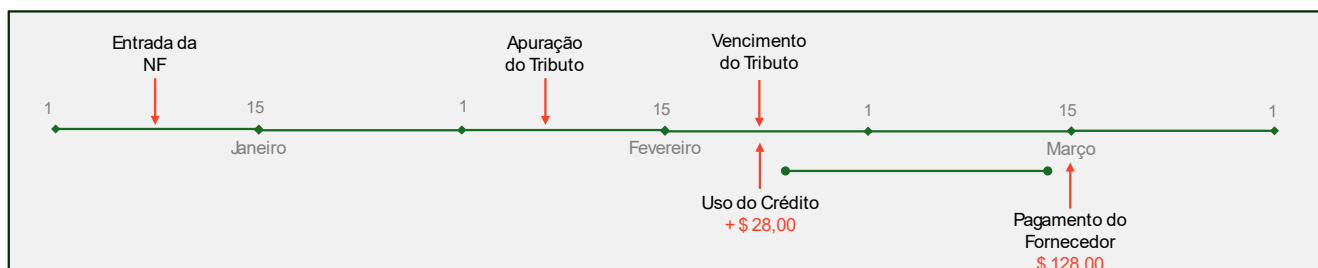 Entrada da
NF
Apuração
do Tributo
Vencimento
do Tributo
1
15
1
15
1
15
1
Janeiro
Fevereiro
Março
Uso do Crédito
+ $ 28,00
Pagamento do
Fornecedor
$ 128,00